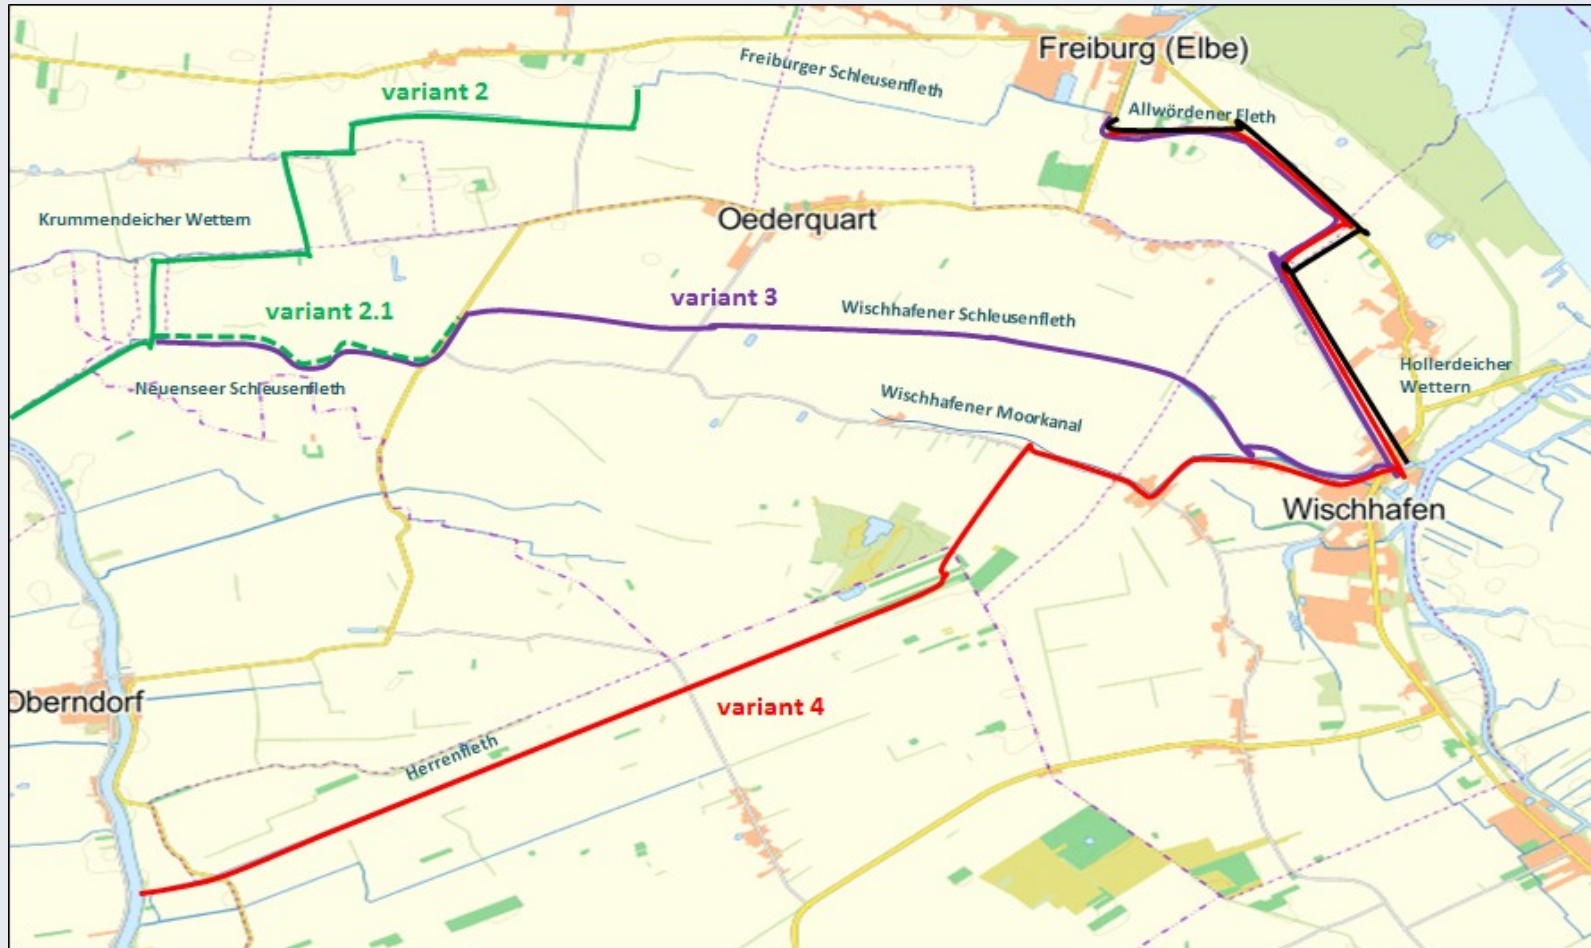 Freiburg (Elbe)
Freiburger Schleusenfleth
variant 2
Allwördener Fleth
Krummendeicher Wettern
Oederquart
variant 3
variant 2.1
Wischhafener Schleusenfleth
Neuenseer Schleusenfleth
Hollerdeicher
Wettern
Wischhafener Moorkanal
Wischhafen
Oberndorf
variant 4
Herrenfleth